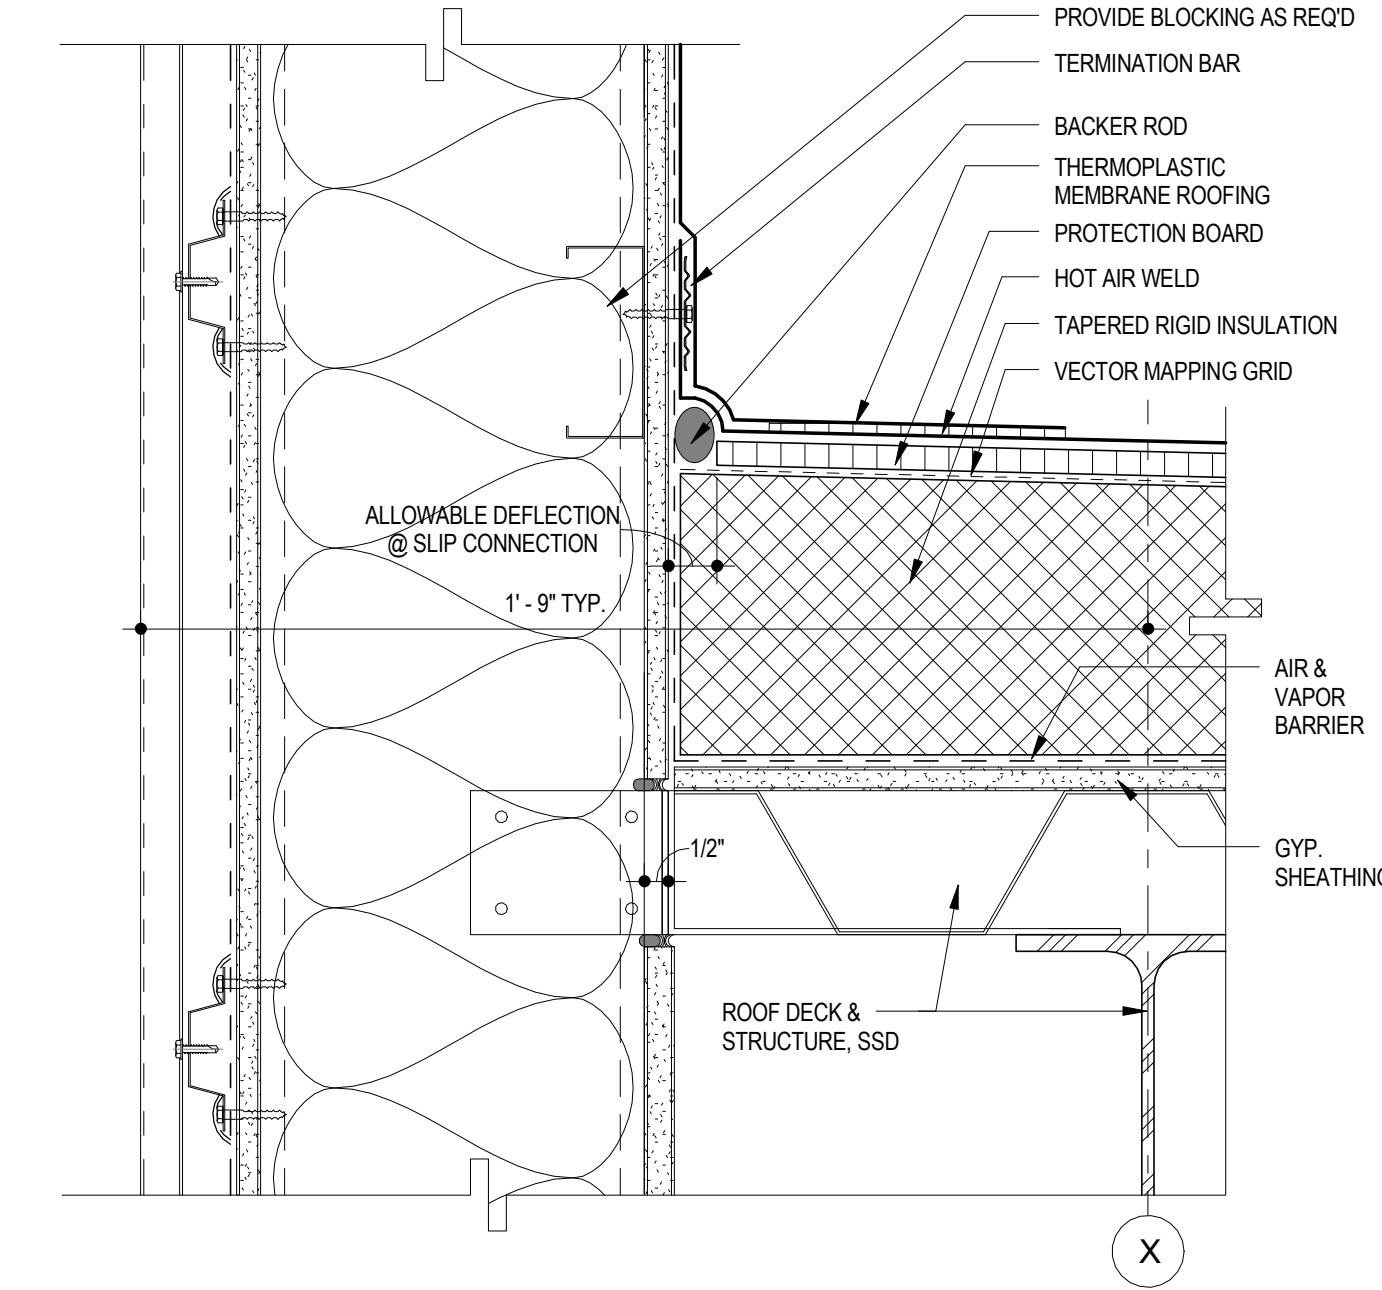 PROVIDE BLOCKING AS REQ'D
TERMINATION BAR
BACKER ROD
THERMOPLASTIC
MEMBRANE ROOFING
PROTECTION BOARD
HOT AIR WELD
TAPERED RIGID INSULATION
VECTOR MAPPING GRID
ALLOWABLE DEFLECTION
@ SLIP CONNECTION
1' - 9" TYP.
AIR &
VAPOR
BARRIER
1/2"
GYP.
SHEATHING
ROOF DECK &
STRUCTURE, SSD
X